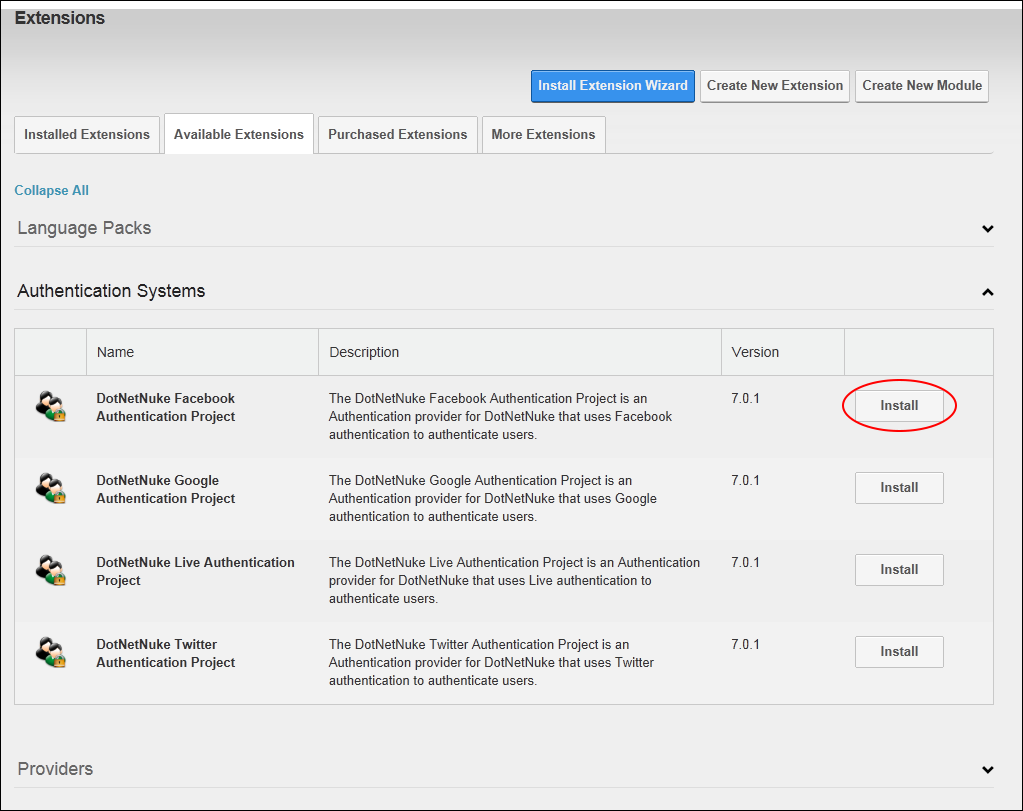 Extensions
Install Extension Wizard
Create New Extension
Create New Module
Installed Extensions
Available Extensions
Purchased Extensions
More Extensions
Collapse All
Language Packs
Authentication Systems
Name
Description
Version
DotNetNuke Facebook
Authentication Project
The DotNetNuke Facebook Authentication Project is an
Authentication provider for DotNetNuke that uses Facebook
authentication to authenticate users.
7.0.1
Install
DotNetNuke Google
Authentication Project
The DotNetNuke Google Authentication Project is an
Authentication provider for DotNetNuke that uses Google
authentication to authenticate users.
7.0.1
Install
DotNetNuke Live Authentication
Project
The DotNetNuke Live Authentication Project is an Authentication
provider for DotNetNuke that uses Live authentication to
authenticate users.
7.0.1
Install
DotNetNuke Twitter
Authentication Project
The DotNetNuke Twitter Authentication Project is an
Authentication provider for DotNetNuke that uses Twitter
authentication to authenticate users.
7.0.1
Install
Providers